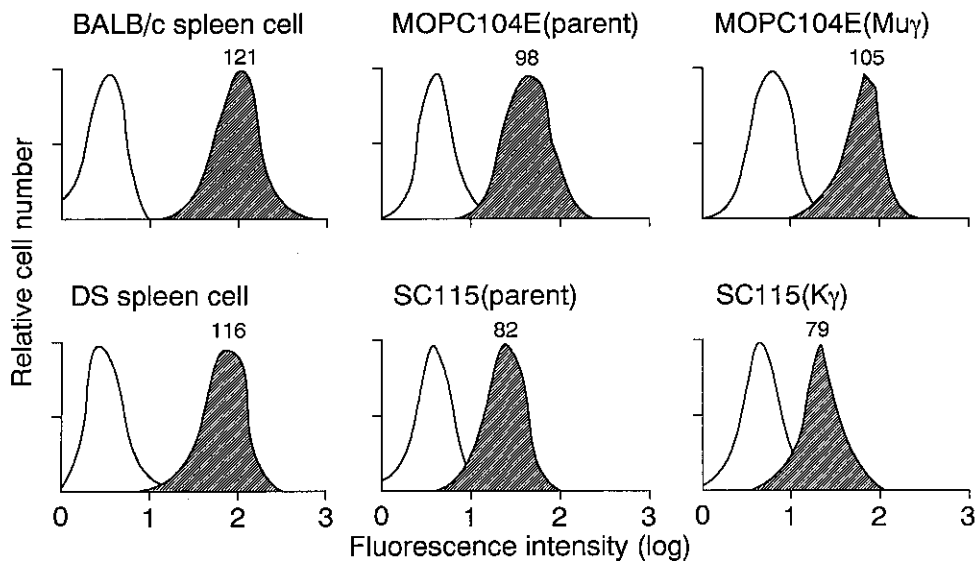 BALB/c spleen cell
MOPC104E(parent)
MOPC104E(Muγ)
121
98
105
DS spleen cell
SC115(parent)
SC115(Kγ)
116
82
79
Relative cell number
0 1 2 3
0 1 2 3
0 1 2 3
Fluorescence intensity (log)